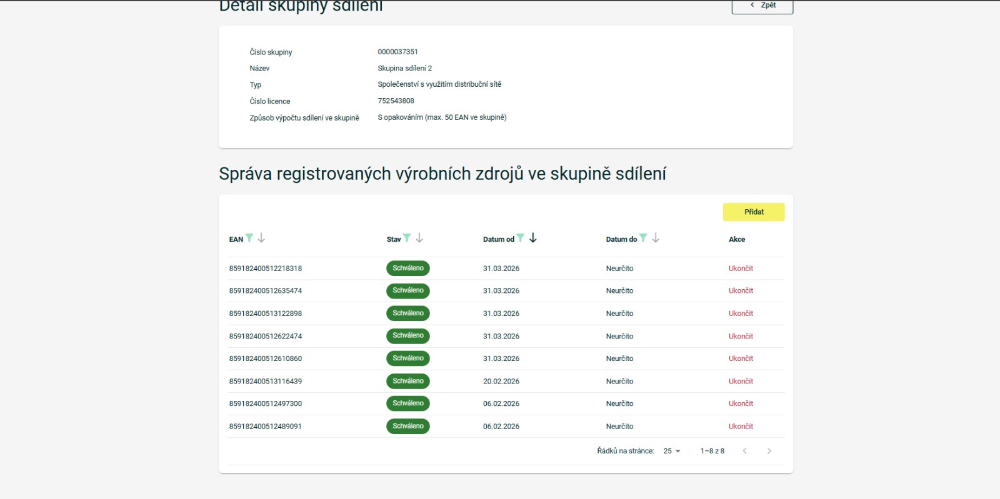 Detail skupiny sdílení
Zpět
Číslo skupiny 0000037351
Název Skupina sdílení 2
Typ Společenství s využitím distribuční sítě
Číslo licence 752543808
Způsob výpočtu sdílení ve skupině S opakováním (max. 50 EAN ve skupině)
Správa registrovaných výrobních zdrojů ve skupině sdílení
Přidat
EAN Stav Datum od Datum do Akce
859182400512218318 Schváleno 31.03.2026 Neurčito Ukončit
859182400512635474 Schváleno 31.03.2026 Neurčito Ukončit
859182400513122898 Schváleno 31.03.2026 Neurčito Ukončit
859182400512622474 Schváleno 31.03.2026 Neurčito Ukončit
859182400512610860 Schváleno 31.03.2026 Neurčito Ukončit
859182400513116439 Schváleno 20.02.2026 Neurčito Ukončit
859182400512497300 Schváleno 06.02.2026 Neurčito Ukončit
859182400512489091 Schváleno 06.02.2026 Neurčito Ukončit
Řádků na stránce: 25 1–8 z 8